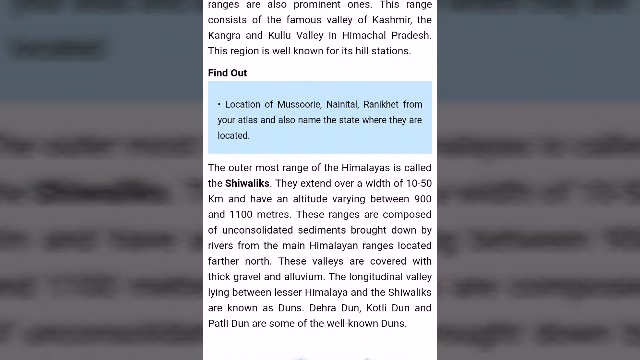 ranges are also prominent ones. This range
consists of the famous valley of Kashmir, the
Kangra and Kullu Valley in Himachal Pradesh.
This region is well known for its hill stations.
Find Out
• Location of Mussoorie, Nainital, Ranikhet from
your atlas and also name the state where they are
located.
The outer most range of the Himalayas is called
the Shiwaliks. They extend over a width of 10-50
Km and have an altitude varying between 900
and 1100 metres. These ranges are composed
of unconsolidated sediments brought down by
rivers from the main Himalayan ranges located
farther north. These valleys are covered with
thick gravel and alluvium. The longitudinal valley
lying between lesser Himalaya and the Shiwaliks
are known as Duns. Dehra Dun, Kotli Dun and
Patli Dun are some of the well-known Duns.